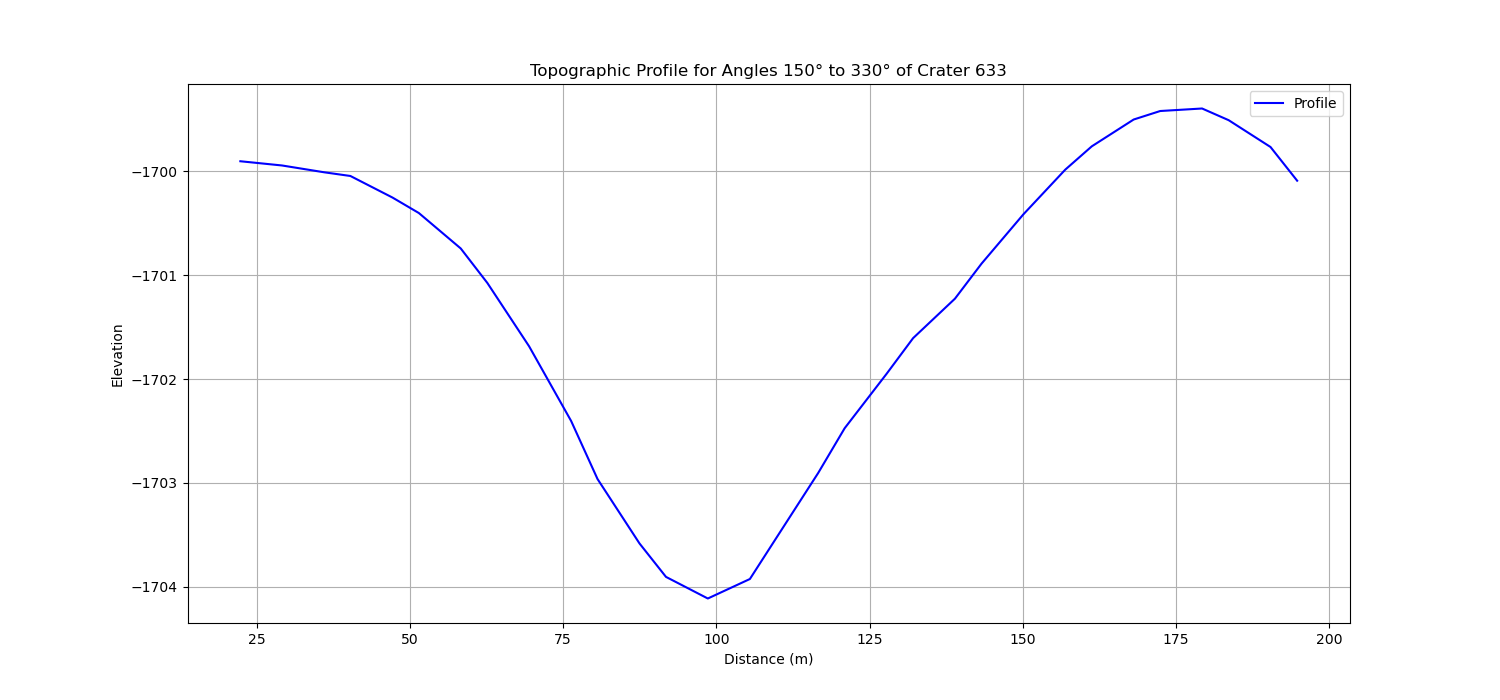 Topographic Profile for Angles 150° to 330° of Crater 633
Profile
−1700
−1701
−1702
−1703
−1704
Elevation
25 50 75 100 125 150 175 200
Distance (m)